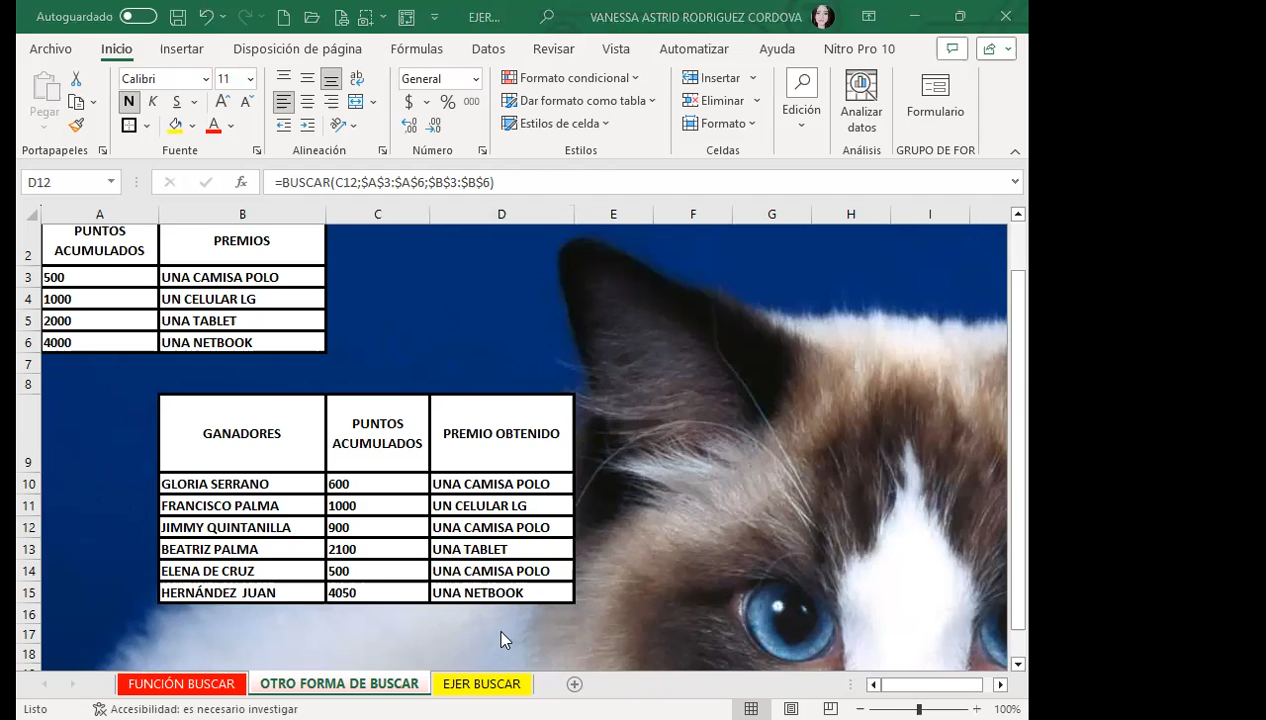 Autoguardado
EJER...
VANESSA ASTRID RODRIGUEZ CORDOVA
Archivo Inicio Insertar Disposición de página Fórmulas Datos Revisar Vista Automatizar Ayuda Nitro Pro 10
Pegar
Calibri 11
N K S A A
A
ab
General
$ % 000
Formato condicional
Dar formato como tabla
Estilos de celda
Insertar
Eliminar
Formato
Edición
Analizar
datos
Formulario
Portapapeles Fuente Alineación Número Estilos Celdas Análisis GRUPO DE FOR
D12 fx =BUSCAR(C12;$A$3:$A$6;$B$3:$B$6)
A B C D E F G H I
2 PUNTOS ACUMULADOS PREMIOS
3 500 UNA CAMISA POLO
4 1000 UN CELULAR LG
5 2000 UNA TABLET
6 4000 UNA NETBOOK
7
8
9 GANADORES PUNTOS ACUMULADOS PREMIO OBTENIDO
10 GLORIA SERRANO 600 UNA CAMISA POLO
11 FRANCISCO PALMA 1000 UN CELULAR LG
12 JIMMY QUINTANILLA 900 UNA CAMISA POLO
13 BEATRIZ PALMA 2100 UNA TABLET
14 ELENA DE CRUZ 500 UNA CAMISA POLO
15 HERNÁNDEZ JUAN 4050 UNA NETBOOK
16
17
18
FUNCIÓN BUSCAR OTRO FORMA DE BUSCAR EJER BUSCAR
Listo Accesibilidad: es necesario investigar 100%